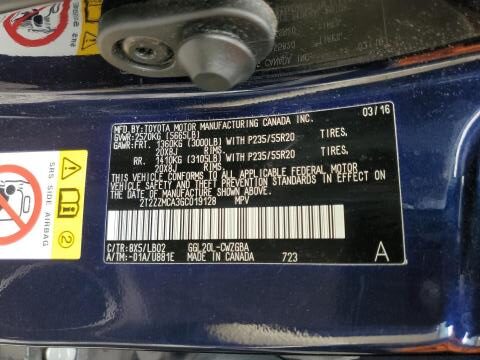 MFD. BY TOYOTA MOTOR MANUFACTURING CANADA INC. 03/16
GVWR: 2570KG (5665LB)
GAWR: FRT. 1360KG (3000LB) WITH P235/55R20 TIRES,
20X8J RIMS,
RR. 1410KG (3105LB) WITH P235/55R20 TIRES,
20X8J RIMS,
THIS VEHICLE CONFORMS TO ALL APPLICABLE FEDERAL MOTOR
VEHICLE SAFETY STANDARDS IN EFFECT ON THE DATE OF
MANUFACTURE SHOWN ABOVE.
2T2ZZMCA3GC019128 MPV
C/TR: 8X5/LB02 GGL20L-CWZGBA
A/TM: -01A/U881E MADE IN CANADA 723 A
SRS-SIDE AIRBAG